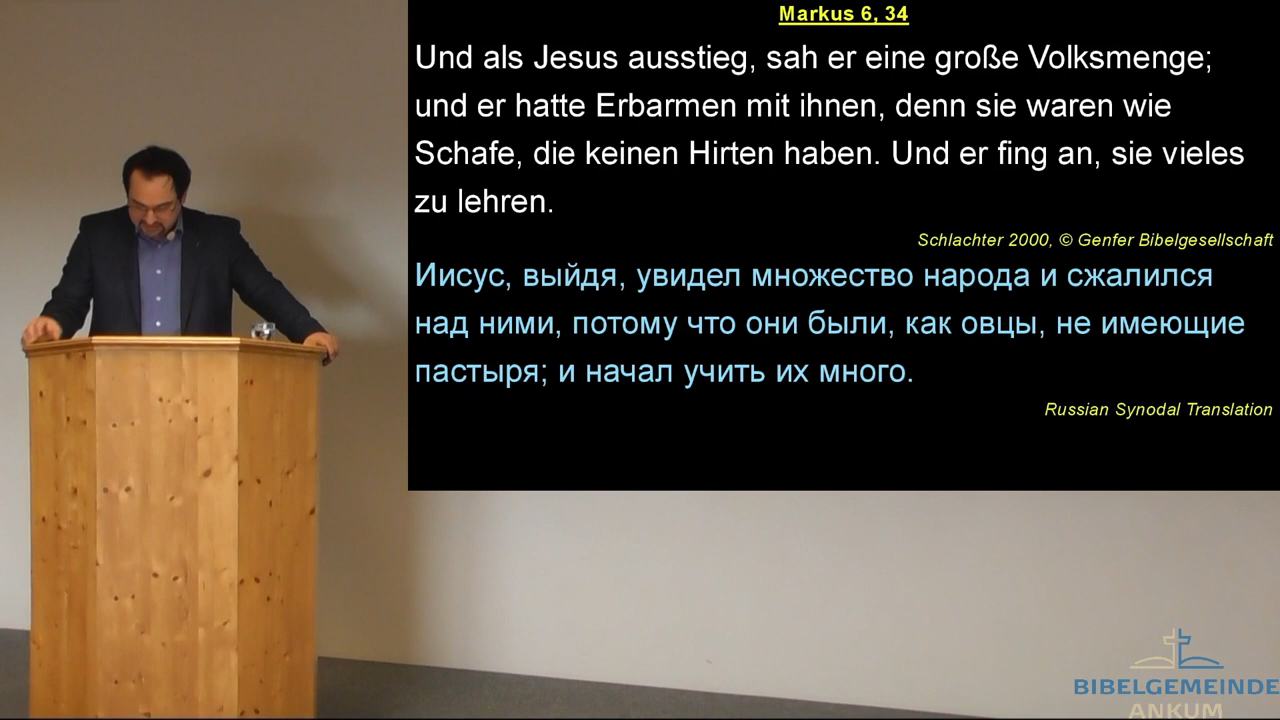 Markus 6, 34
Und als Jesus ausstieg, sah er eine große Volksmenge;
und er hatte Erbarmen mit ihnen, denn sie waren wie
Schafe, die keinen Hirten haben. Und er fing an, sie vieles
zu lehren.
Schlachter 2000, © Genfer Bibelgesellschaft
Иисус, выйдя, увидел множество народа и сжалился
над ними, потому что они были, как овцы, не имеющие
пастыря; и начал учить их много.
Russian Synodal Translation
BIBELGEMEINDE
ANKUM